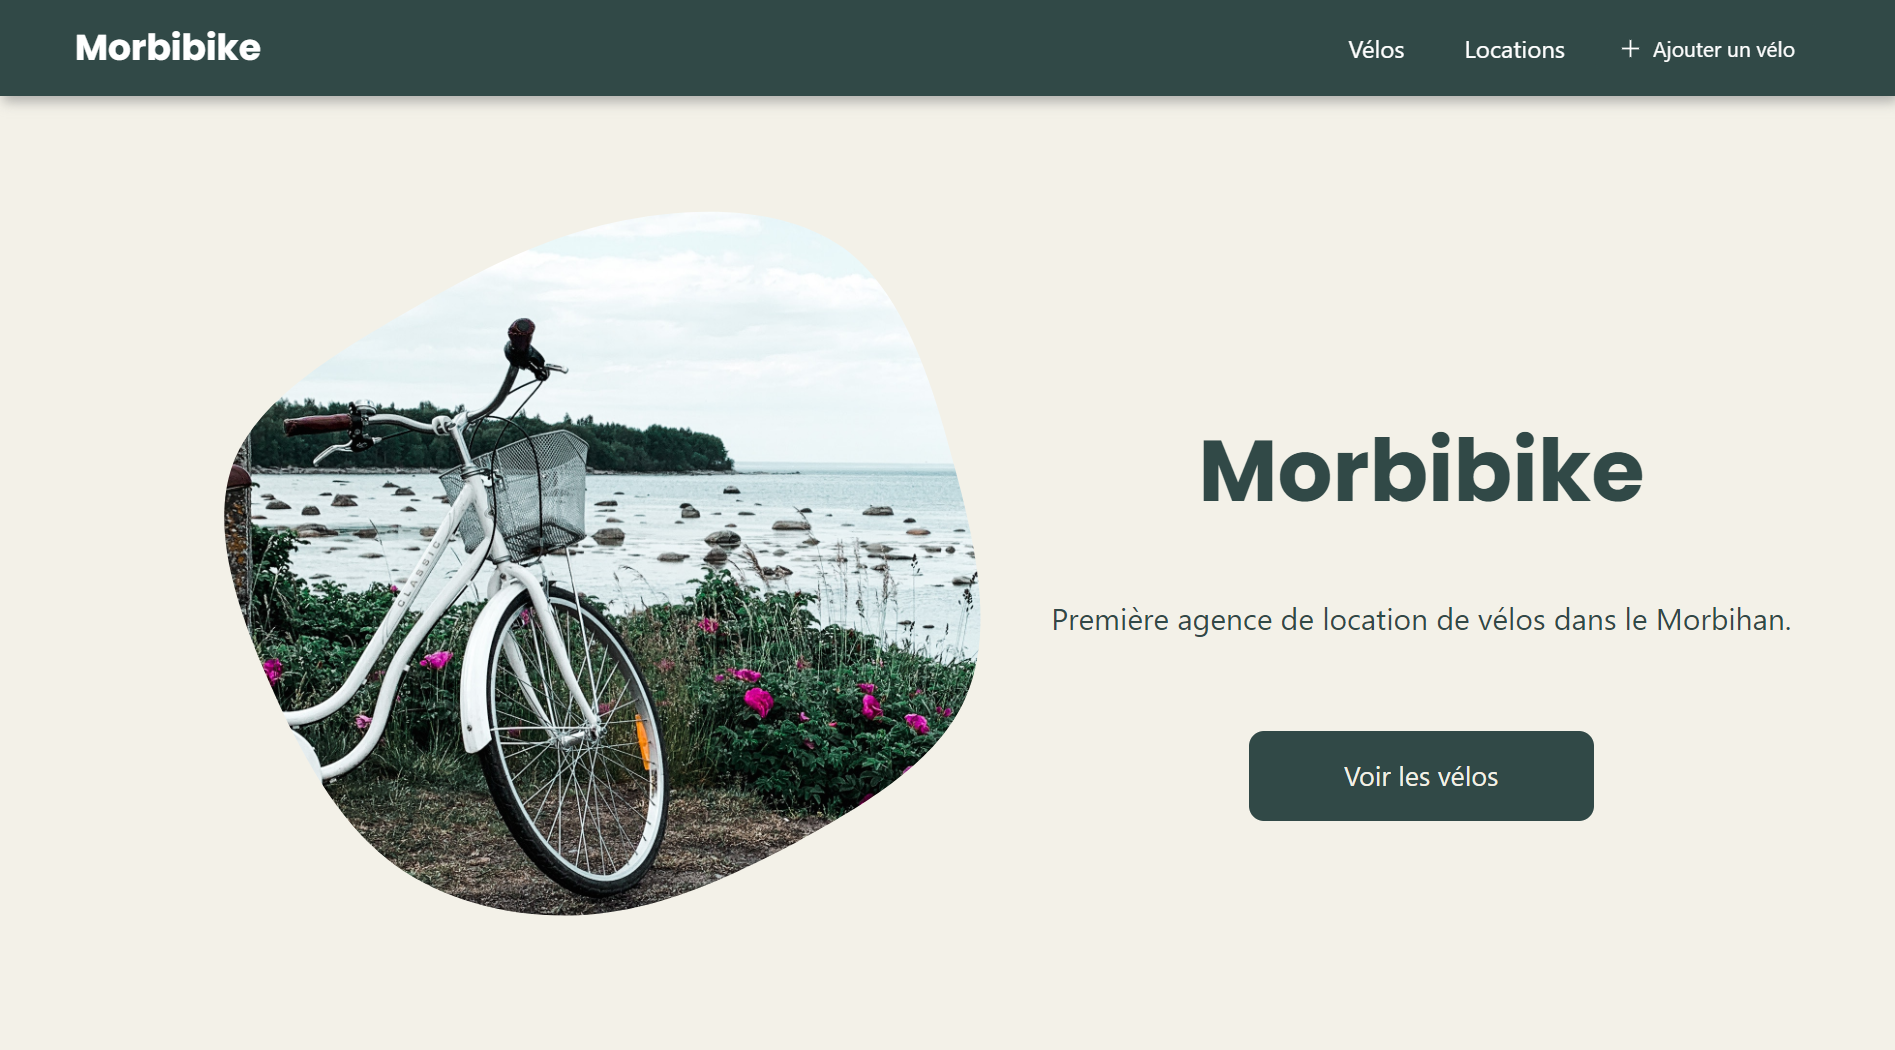 Morbibike
Vélos
Locations
+ Ajouter un vélo
CLASSIC
Morbibike
Première agence de location de vélos dans le Morbihan.
Voir les vélos